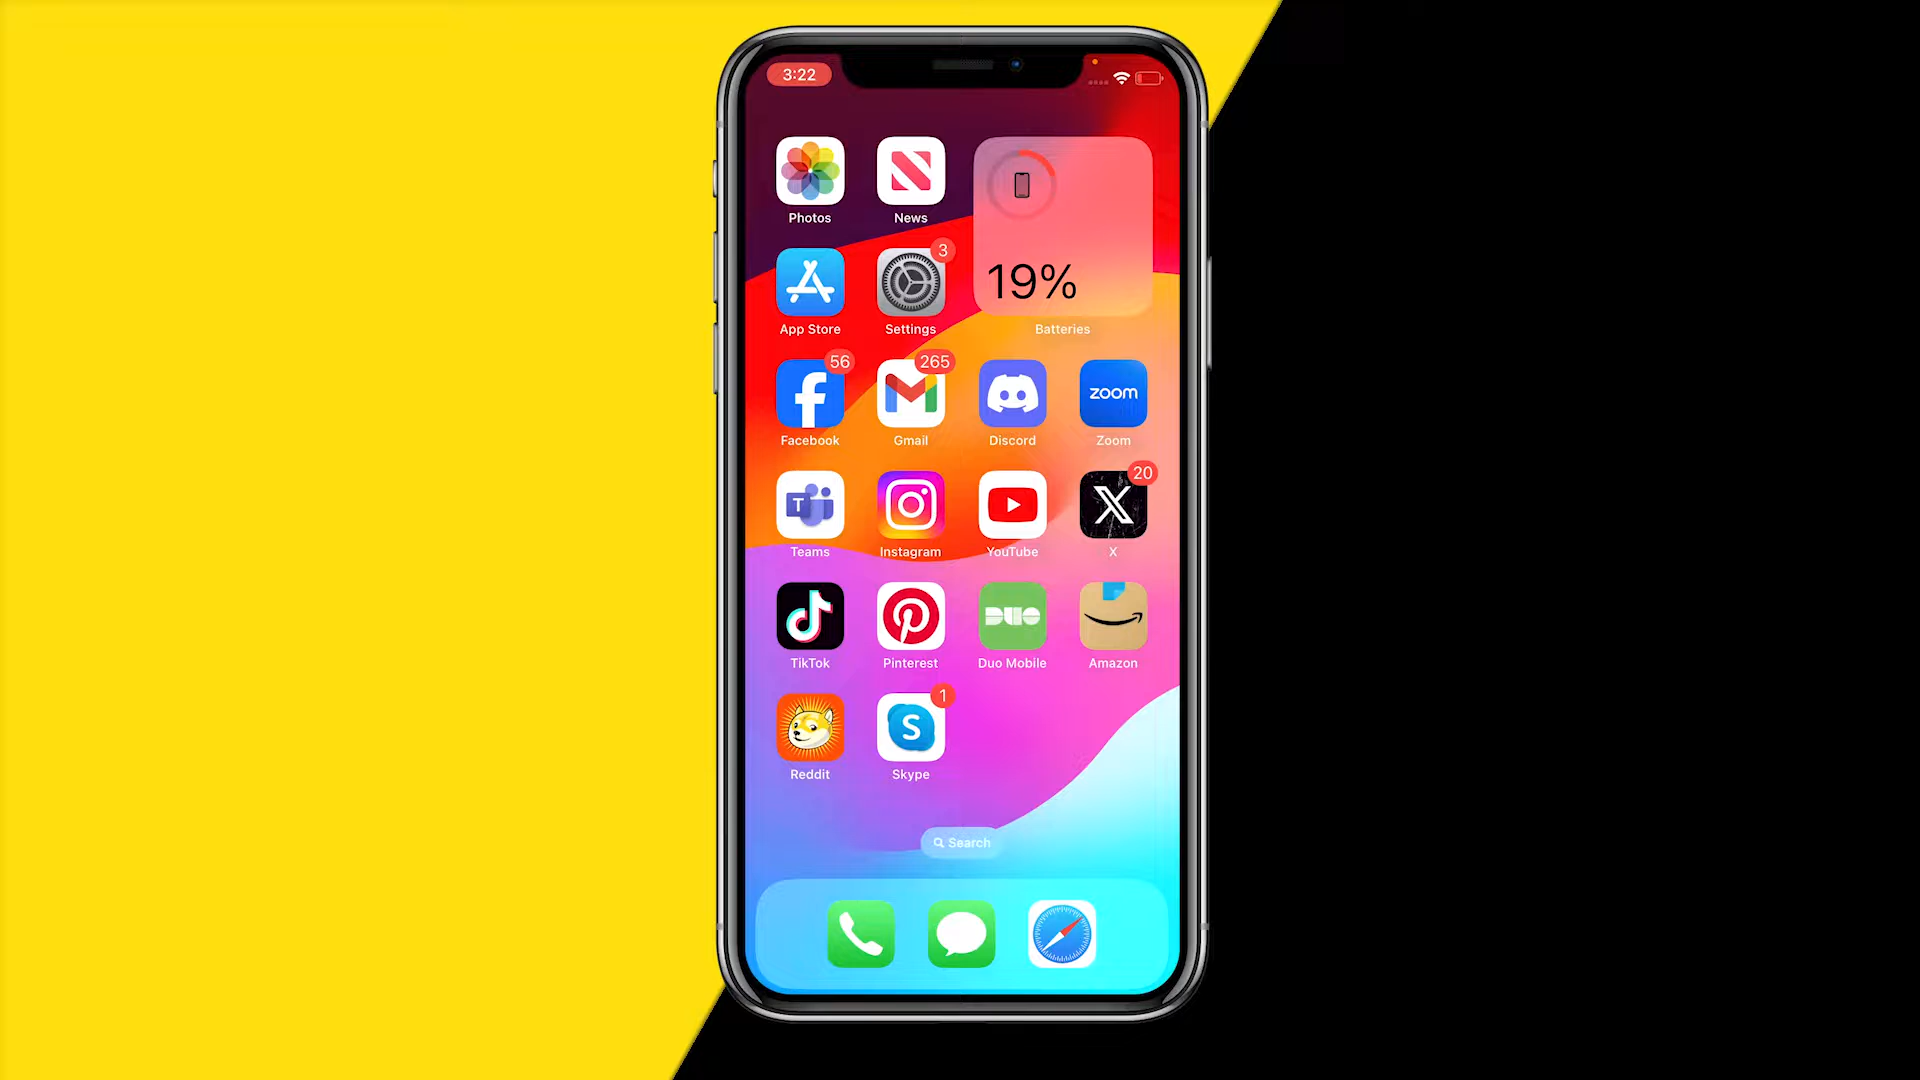 3:22
Photos
News
19%
Batteries
App Store
3
Settings
56
Facebook
265
Gmail
Discord
zoom
Zoom
T
Teams
Instagram
YouTube
20
X
TikTok
Pinterest
DUO
Duo Mobile
Amazon
Reddit
1
S
Skype
Search